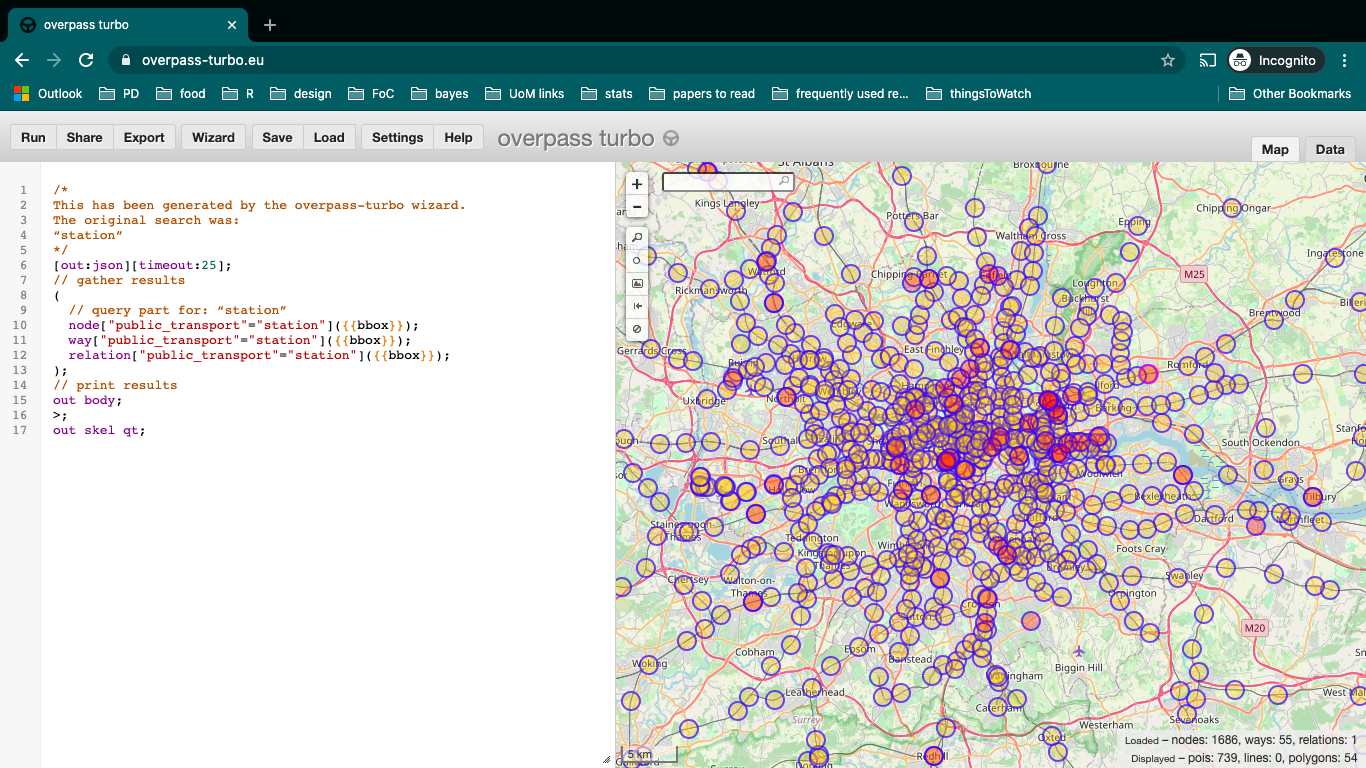 overpass turbo
overpass-turbo.eu
Incognito
Outlook PD food R design FoC bayes UoM links stats papers to read frequently used re... thingsToWatch Other Bookmarks
Run Share Export Wizard Save Load Settings Help overpass turbo Map Data
1 /*
2 This has been generated by the overpass-turbo wizard.
3 The original search was:
4 “station”
5 */
6 [out:json][timeout:25];
7 // gather results
8 (
9 // query part for: “station”
10 node["public_transport"="station"]({{bbox}});
11 way["public_transport"="station"]({{bbox}});
12 relation["public_transport"="station"]({{bbox}});
13 );
14 // print results
15 out body;
16 >;
17 out skel qt;
+
−
St Albans
Broxbourne
Kings Langley
Potters Bar
Chipping Ongar
Epping
Waltham Cross
Ingatestone
Watford
Chipping Barnet
M25
Rickmansworth
Loughton
Buckhurst
Brentwood
Edgware
Gerrards Cross
East Finchley
Romford
Ilford
Uxbridge
Northolt
Barking
Southall
South Ockendon
Woolwich
Grays
Bexleyheath
Tilbury
Dartford
Northfleet
Staines-upon-
Thames
Teddington
Kingston upon
Thames
Foots Cray
Chertsey
Walton-on-
Thames
Bromley
Swanley
Orpington
Croydon
Sutton
M20
Cobham
Epsom
Banstead
Woking
Biggin Hill
Leatherhead
Caterham
Surrey
Sevenoaks
Westerham
Oxted
Redhill
Dorking
5 km
Loaded – nodes: 1686, ways: 55, relations: 1
Displayed – pois: 739, lines: 0, polygons: 54